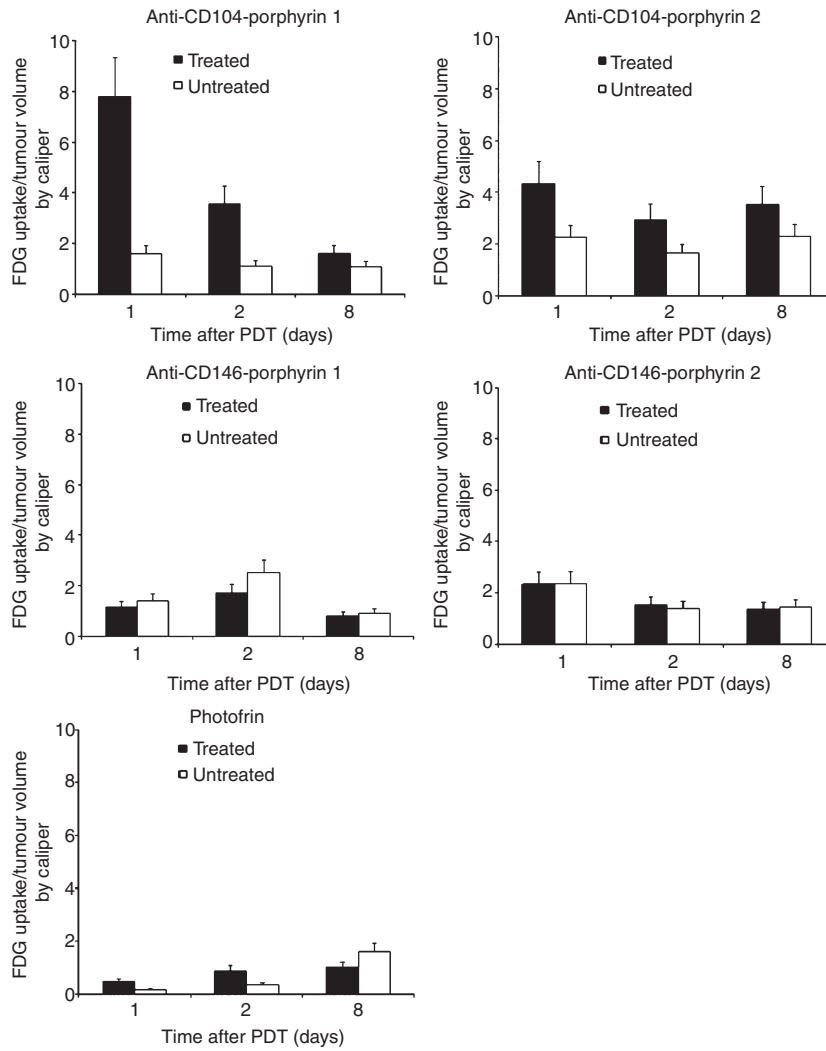 Anti-CD104-porphyrin 1
10
8
6
4
2
0
FDG uptake/tumour volume
by caliper
Treated
Untreated
1
2
8
Time after PDT (days)
Anti-CD104-porphyrin 2
10
8
6
4
2
0
FDG uptake/tumour volume
by caliper
Treated
Untreated
1
2
8
Time after PDT (days)
Anti-CD146-porphyrin 1
10
8
6
4
2
0
FDG uptake/tumour volume
by caliper
Treated
Untreated
1
2
8
Time after PDT (days)
Anti-CD146-porphyrin 2
10
8
6
4
2
0
FDG uptake/tumour volume
by caliper
Treated
Untreated
1
2
8
Time after PDT (days)
Photofrin
10
8
6
4
2
0
FDG uptake/tumour volume
by caliper
Treated
Untreated
1
2
8
Time after PDT (days)